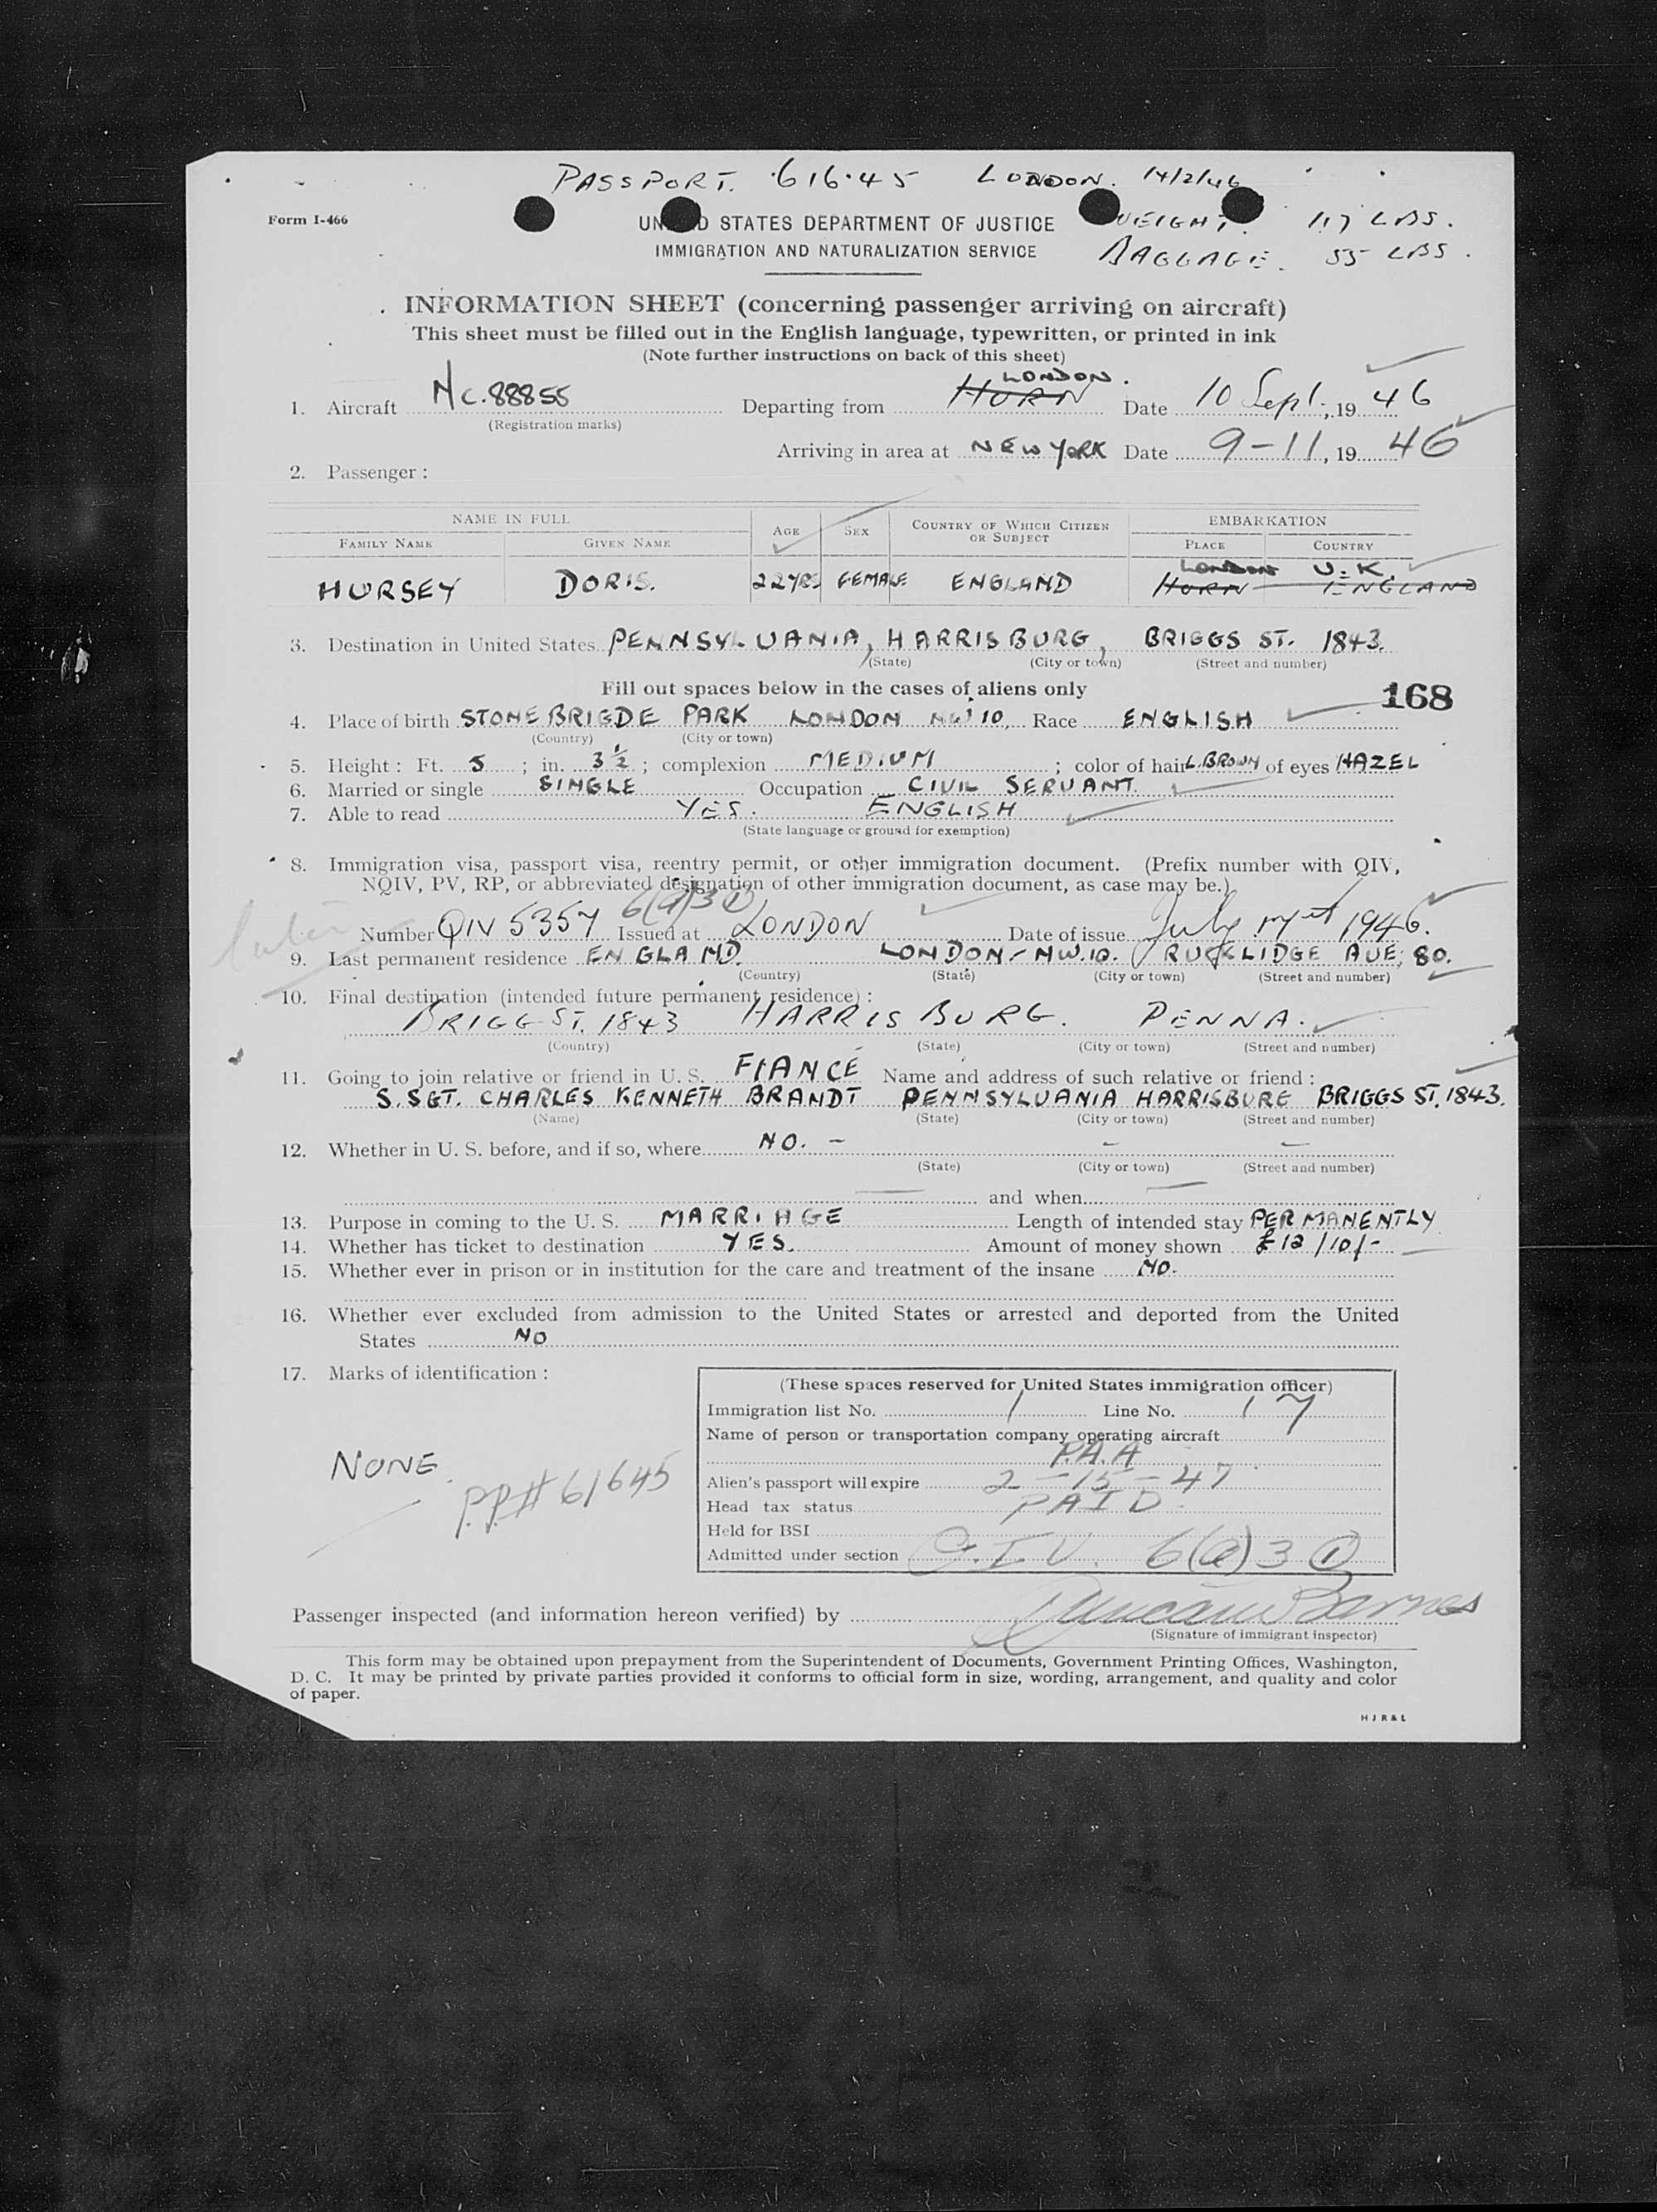 PASSPORT. 61645 LONDON. 14/2/46
Form I-466
UNITED STATES DEPARTMENT OF JUSTICE WEIGHT. 117 LBS.
IMMIGRATION AND NATURALIZATION SERVICE BAGGAGE. 55 LBS.
INFORMATION SHEET (concerning passenger arriving on aircraft)
This sheet must be filled out in the English language, typewritten, or printed in ink
(Note further instructions on back of this sheet)
LONDON.
1. Aircraft Nc.88855 Departing from HURN Date 10 Sept., 19 46
(Registration marks)
Arriving in area at NEW YORK Date 9-11, 19 46
2. Passenger :
NAME IN FULL AGE SEX COUNTRY OF WHICH CITIZEN OR SUBJECT EMBARKATION
FAMILY NAME GIVEN NAME PLACE COUNTRY
LONDON U.K.
HURSEY DORIS. 22YRS FEMALE ENGLAND HURN ENGLAND
3. Destination in United States PENNSYLVANIA, HARRISBURG, BRIGGS ST. 1843.
(State) (City or town) (Street and number)
Fill out spaces below in the cases of aliens only 168
4. Place of birth STONEBRIGDE PARK LONDON NW 10, Race ENGLISH
(Country) (City or town)
5. Height : Ft. 5 ; in. 3½ ; complexion MEDIUM ; color of hair L.BROWN of eyes HAZEL
6. Married or single SINGLE Occupation CIVIL SERVANT.
7. Able to read YES. ENGLISH
(State language or ground for exemption)
8. Immigration visa, passport visa, reentry permit, or other immigration document. (Prefix number with QIV,
NQIV, PV, RP, or abbreviated designation of other immigration document, as case may be.)
6(a)3 ①
Number QIV 5357 Issued at LONDON Date of issue July 1946.
9. Last permanent residence ENGLAND. LONDON-NW.10. RUCKLIDGE AVE, 80.
(Country) (State) (City or town) (Street and number)
10. Final destination (intended future permanent residence) :
BRIGG ST. 1843 HARRISBURG. PENNA.
(Country) (State) (City or town) (Street and number)
11. Going to join relative or friend in U. S. FIANCÉ Name and address of such relative or friend :
S.SGT. CHARLES KENNETH BRANDT PENNSYLVANIA HARRISBURG BRIGGS ST. 1843.
(Name) (State) (City or town) (Street and number)
12. Whether in U. S. before, and if so, where NO. - - -
(State) (City or town) (Street and number)
and when
13. Purpose in coming to the U. S. MARRIAGE Length of intended stay PERMANENTLY
14. Whether has ticket to destination YES. Amount of money shown £12/10/-
15. Whether ever in prison or in institution for the care and treatment of the insane NO.
16. Whether ever excluded from admission to the United States or arrested and deported from the United
States NO
17. Marks of identification :
NONE.
P.P.# 61645
(These spaces reserved for United States immigration officer)
Immigration list No. 1 Line No. 17
Name of person or transportation company operating aircraft
P.A.A
Alien's passport will expire 2-15-47
Head tax status PAID
Held for BSI
Admitted under section Q.I.V. 6(a)3 ①
Passenger inspected (and information hereon verified) by Barnes
(Signature of immigrant inspector)
This form may be obtained upon prepayment from the Superintendent of Documents, Government Printing Offices, Washington,
D. C. It may be printed by private parties provided it conforms to official form in size, wording, arrangement, and quality and color
of paper.
H J R & L